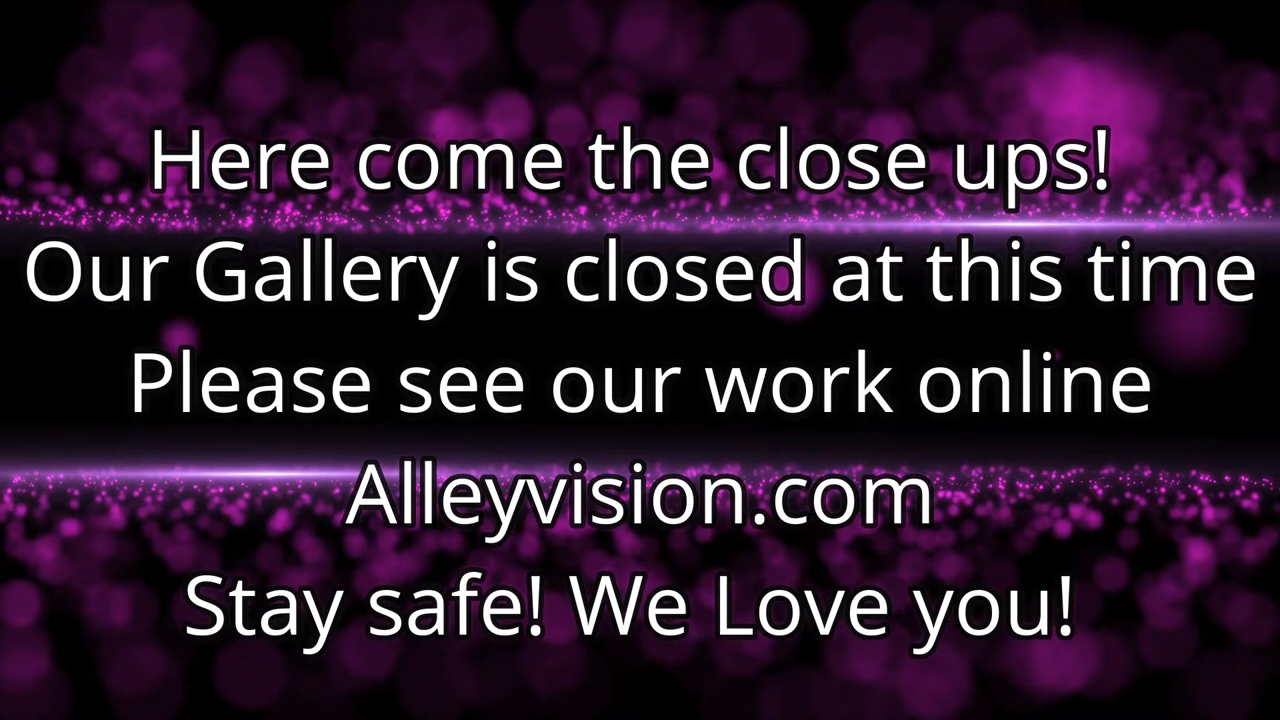 Here come the close ups!
Our Gallery is closed at this time
Please see our work online
Alleyvision.com
Stay safe! We Love you!